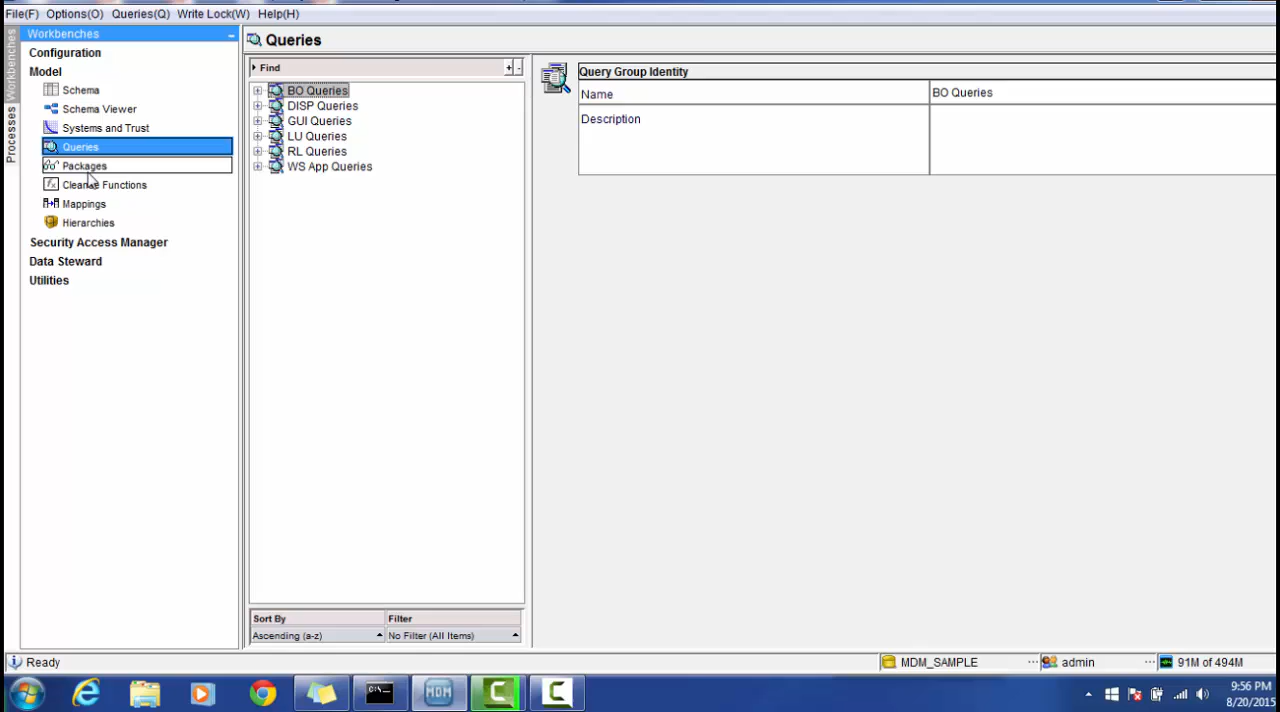 File(F) Options(O) Queries(Q) Write Lock(W) Help(H)
Workbenches
Processes
Workbenches
Configuration
Model
Schema
Schema Viewer
Systems and Trust
Queries
Packages
Cleanse Functions
Mappings
Hierarchies
Security Access Manager
Data Steward
Utilities
Queries
Find + -
BO Queries
DISP Queries
GUI Queries
LU Queries
RL Queries
WS App Queries
Sort By Filter
Ascending (a-z) No Filter (All Items)
Query Group Identity
Name BO Queries
Description
Ready MDM_SAMPLE ... admin ... 91M of 494M
C:\ MDM C C
9:56 PM
8/20/2015